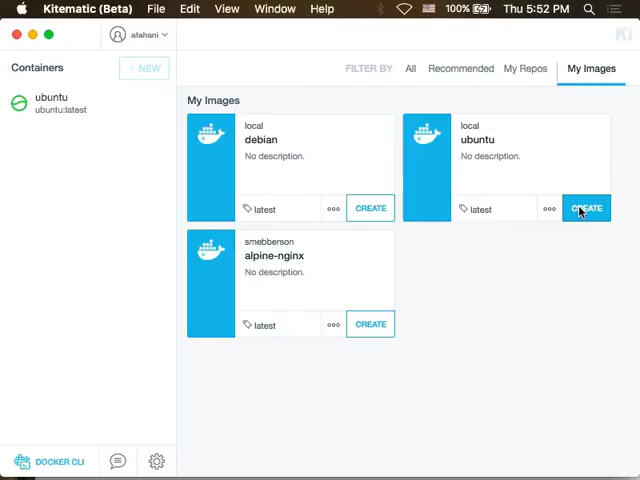 Kitematic (Beta) File Edit View Window Help 100% Thu 5:52 PM
atahani
Containers + NEW
FILTER BY All Recommended My Repos My Images
ubuntu
ubuntu:latest
My Images
local
debian
No description.
latest
CREATE
local
ubuntu
No description.
latest
CREATE
smebberson
alpine-nginx
No description.
latest
CREATE
DOCKER CLI